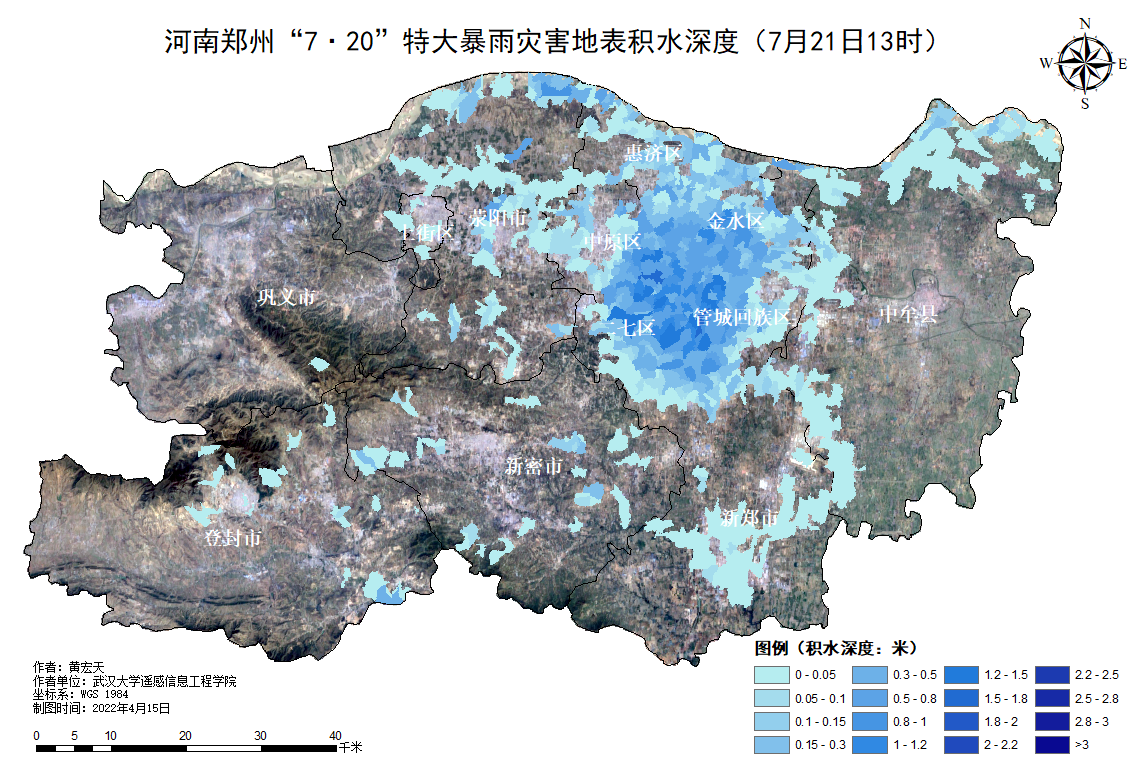 河南郑州“7·20”特大暴雨灾害地表积水深度（7月21日13时）
N
W
E
S
惠济区
荥阳市
金水区
上街区
中原区
巩义市
二七区
管城回族区
中牟县
新密市
新郑市
登封市
图例（积水深度：米）
0 - 0.05
0.3 - 0.5
1.2 - 1.5
2.2 - 2.5
0.05 - 0.1
0.5 - 0.8
1.5 - 1.8
2.5 - 2.8
0.1 - 0.15
0.8 - 1
1.8 - 2
2.8 - 3
0.15 - 0.3
1 - 1.2
2 - 2.2
>3
作者：黄宏天
作者单位：武汉大学遥感信息工程学院
坐标系：WGS 1984
制图时间：2022年4月15日
0 5 10 20 30 40
千米